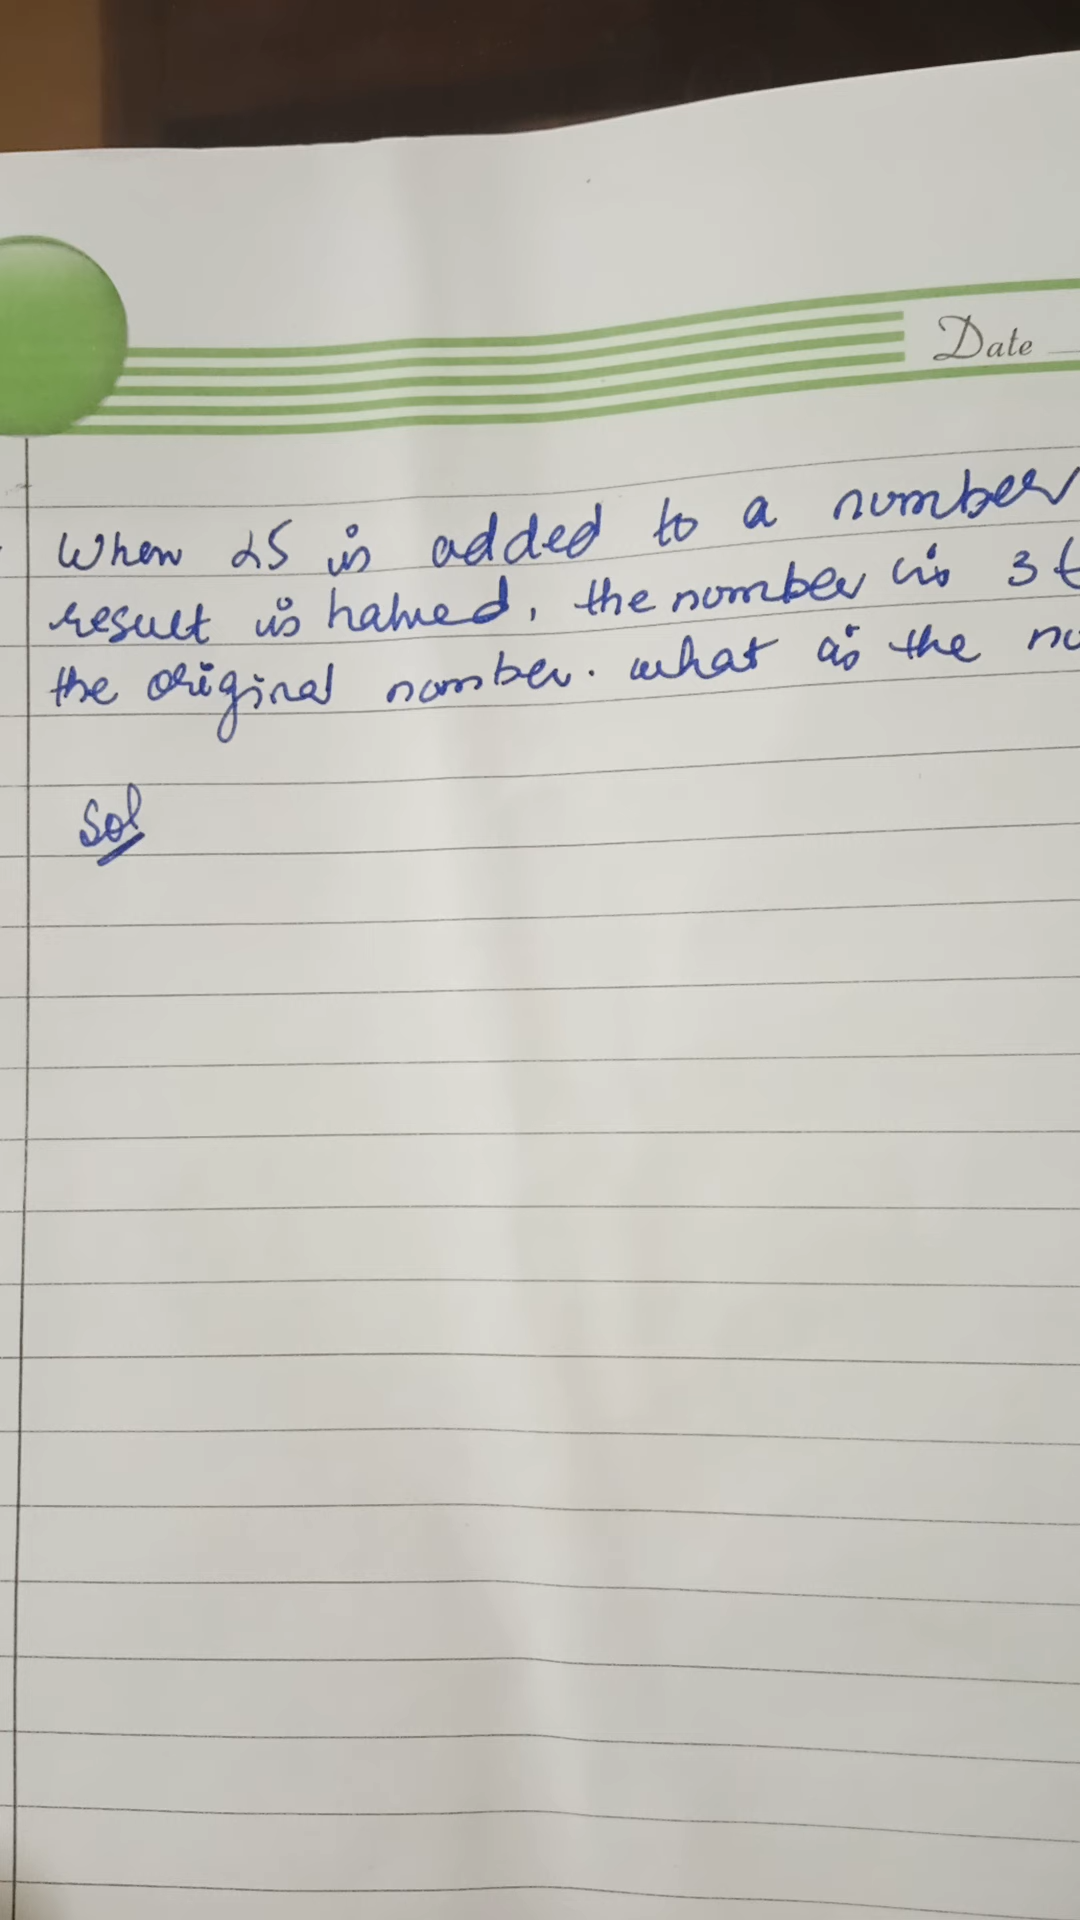 Date
When 25 is added to a number
result is halved, the number is 3 t
the original number. what is the nu
Sol